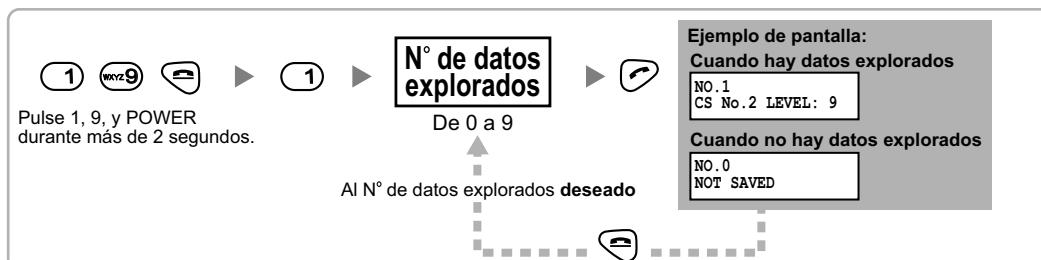 1) WXYZ9 1)
Pulse 1, 9, y POWER
durante más de 2 segundos.
N° de datos
explorados
De 0 a 9
Al N° de datos explorados deseado
Ejemplo de pantalla:
Cuando hay datos explorados
NO.1
CS No.2 LEVEL: 9
Cuando no hay datos explorados
NO.0
NOT SAVED